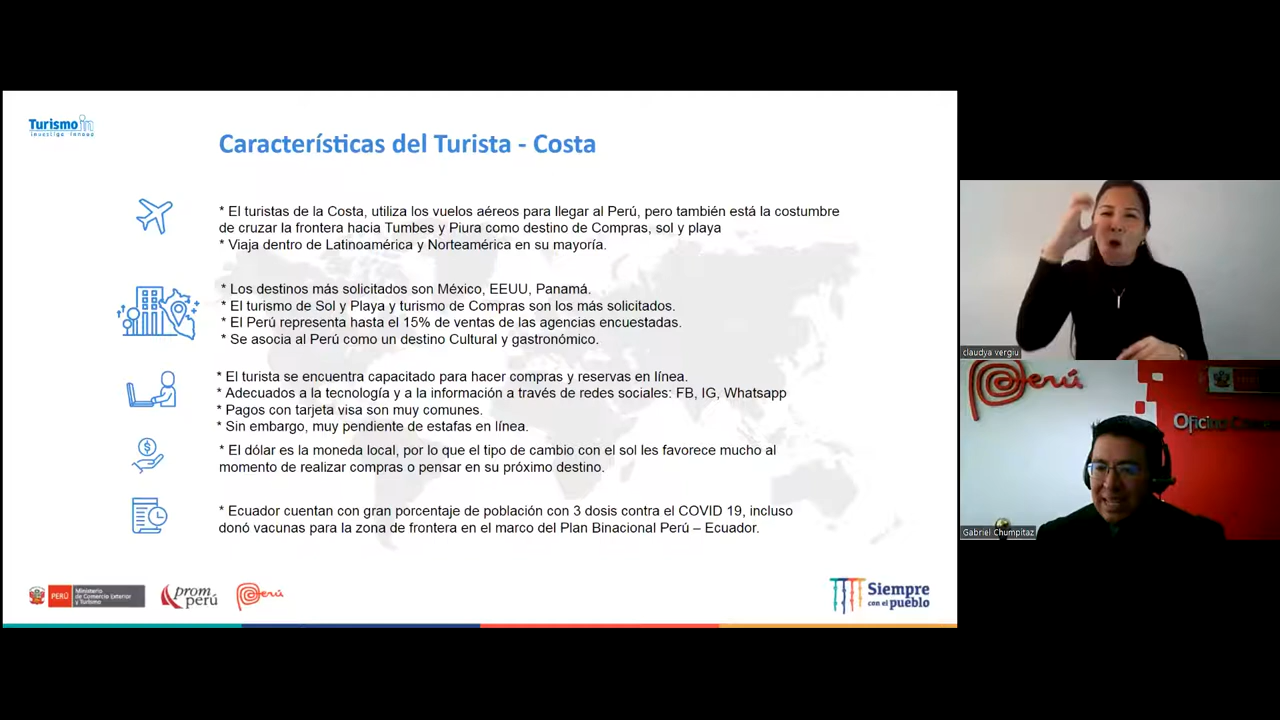 Turismo in
investiga innova
Características del Turista - Costa
* El turistas de la Costa, utiliza los vuelos aéreos para llegar al Perú, pero también está la costumbre
de cruzar la frontera hacia Tumbes y Piura como destino de Compras, sol y playa
* Viaja dentro de Latinoamérica y Norteamérica en su mayoría.
* Los destinos más solicitados son México, EEUU, Panamá.
* El turismo de Sol y Playa y turismo de Compras son los más solicitados.
* El Perú representa hasta el 15% de ventas de las agencias encuestadas.
* Se asocia al Perú como un destino Cultural y gastronómico.
* El turista se encuentra capacitado para hacer compras y reservas en línea.
* Adecuados a la tecnología y a la información a través de redes sociales: FB, IG, Whatsapp
* Pagos con tarjeta visa son muy comunes.
* Sin embargo, muy pendiente de estafas en línea.
* El dólar es la moneda local, por lo que el tipo de cambio con el sol les favorece mucho al
momento de realizar compras o pensar en su próximo destino.
* Ecuador cuentan con gran porcentaje de población con 3 dosis contra el COVID 19, incluso
donó vacunas para la zona de frontera en el marco del Plan Binacional Perú – Ecuador.
PERÚ
Ministerio
de Comercio Exterior
y Turismo
prom
perú
Perú
Siempre
con el pueblo
claudya vergiu
Perú
Oficina
Gabriel Chumpitaz